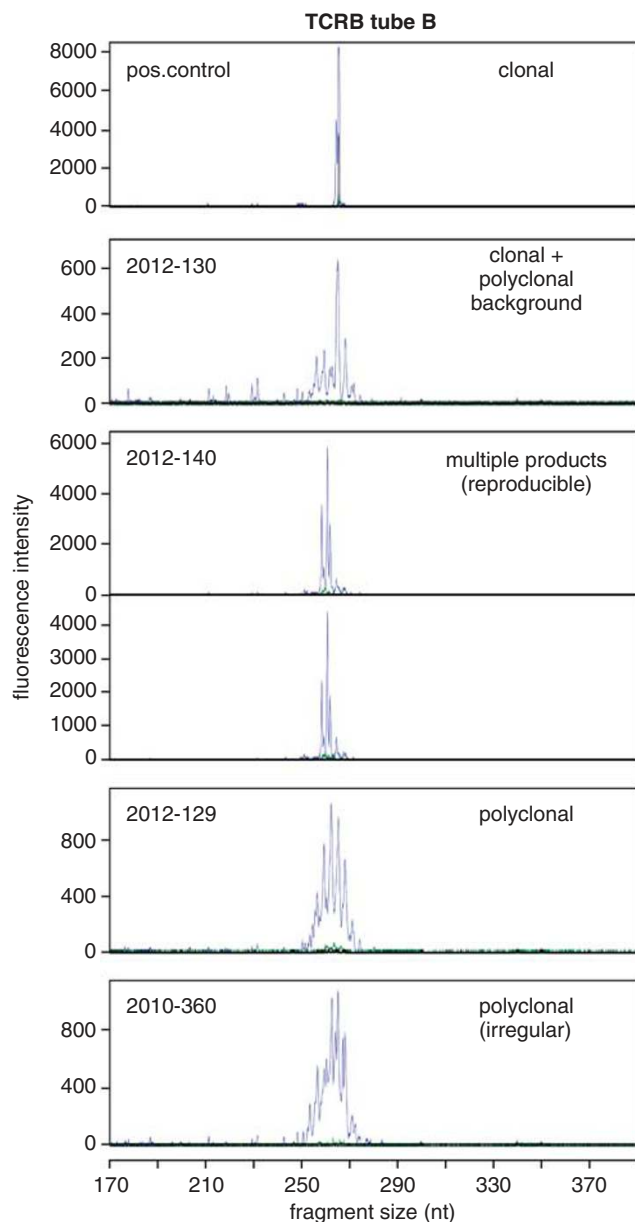 TCRB tube B
pos.control
clonal
8000
6000
4000
2000
0
2012-130
clonal +
polyclonal
background
600
400
200
0
2012-140
multiple products
(reproducible)
6000
4000
2000
0
4000
3000
2000
1000
0
fluorescence intensity
2012-129
polyclonal
800
400
0
2010-360
polyclonal
(irregular)
800
400
0
170 210 250 290 330 370
fragment size (nt)